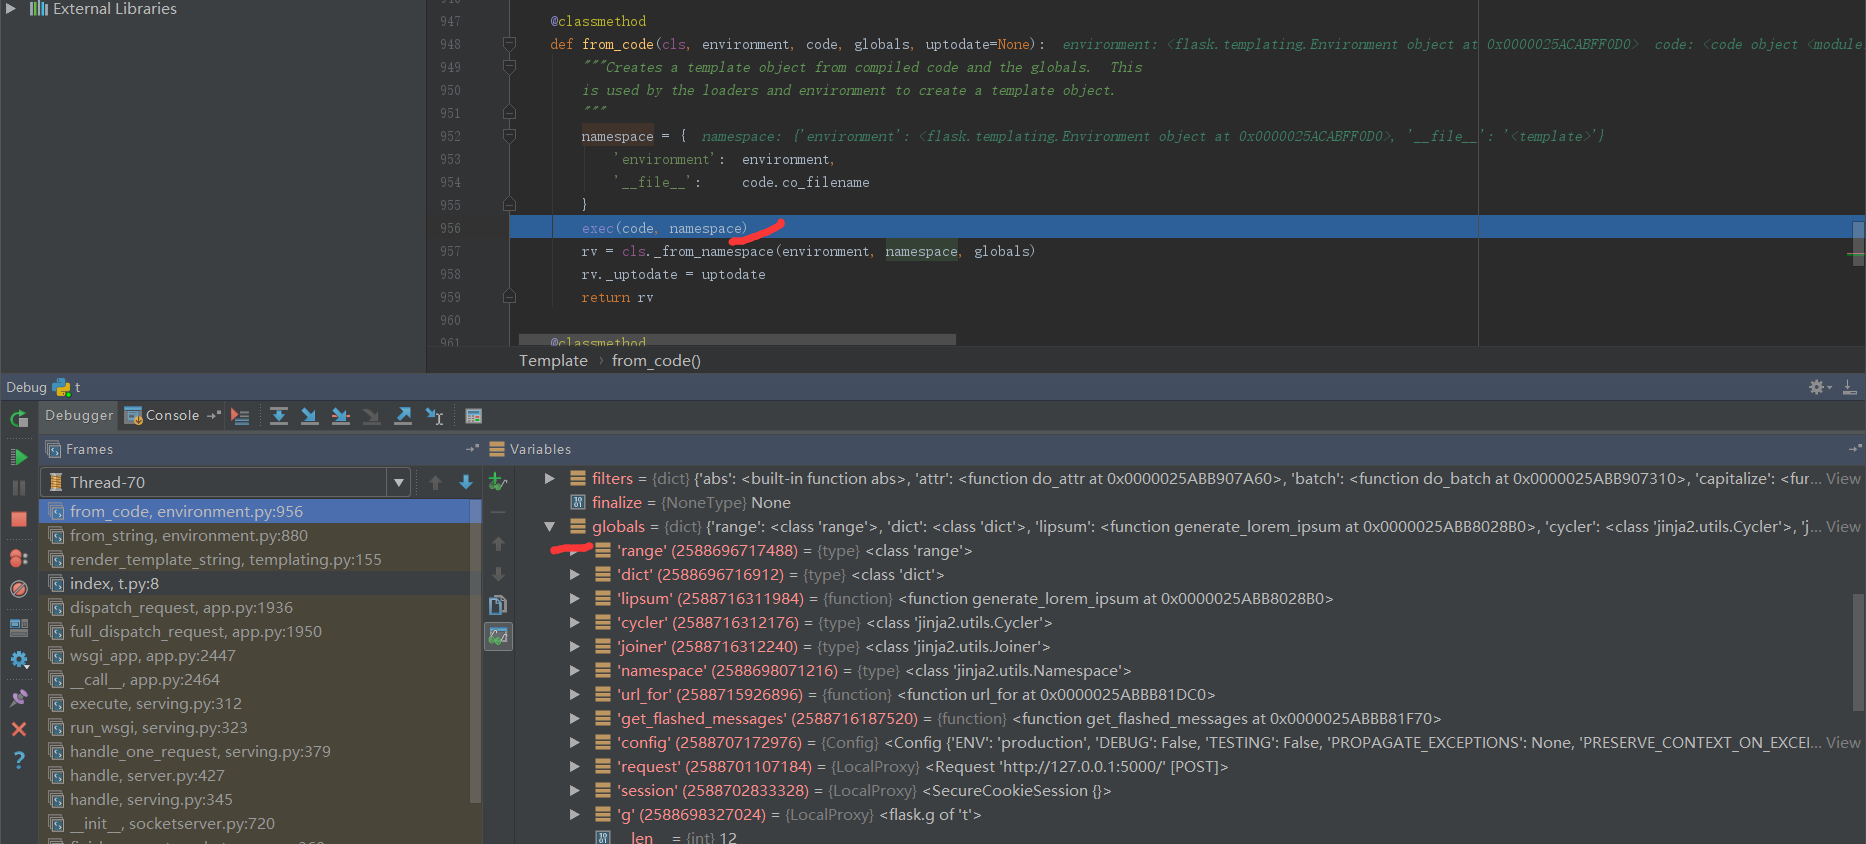 External Libraries
947 @classmethod
948 def from_code(cls, environment, code, globals, uptodate=None): environment: <flask.templating.Environment object at 0x0000025ACABFF0D0> code: <code object <module
949 """Creates a template object from compiled code and the globals. This
950 is used by the loaders and environment to create a template object.
951 """
952 namespace = { namespace: {'environment': <flask.templating.Environment object at 0x0000025ACABFF0D0>, '__file__': '<template>'}
953 'environment': environment,
954 '__file__': code.co_filename
955 }
956 exec(code, namespace)
957 rv = cls._from_namespace(environment, namespace, globals)
958 rv._uptodate = uptodate
959 return rv
960
961 @classmethod
Template › from_code()
Debug t
Debugger Console
Frames
Variables
Thread-70
from_code, environment.py:956
from_string, environment.py:880
render_template_string, templating.py:155
index, t.py:8
dispatch_request, app.py:1936
full_dispatch_request, app.py:1950
wsgi_app, app.py:2447
__call__, app.py:2464
execute, serving.py:312
run_wsgi, serving.py:323
handle_one_request, serving.py:379
handle, server.py:427
handle, serving.py:345
__init__, socketserver.py:720
filters = {dict} {'abs': <built-in function abs>, 'attr': <function do_attr at 0x0000025ABB907A60>, 'batch': <function do_batch at 0x0000025ABB907310>, 'capitalize': <fur... View
finalize = {NoneType} None
globals = {dict} {'range': <class 'range'>, 'dict': <class 'dict'>, 'lipsum': <function generate_lorem_ipsum at 0x0000025ABB8028B0>, 'cycler': <class 'jinja2.utils.Cycler'>, 'j... View
'range' (2588696717488) = {type} <class 'range'>
'dict' (2588696716912) = {type} <class 'dict'>
'lipsum' (2588716311984) = {function} <function generate_lorem_ipsum at 0x0000025ABB8028B0>
'cycler' (2588716312176) = {type} <class 'jinja2.utils.Cycler'>
'joiner' (2588716312240) = {type} <class 'jinja2.utils.Joiner'>
'namespace' (2588698071216) = {type} <class 'jinja2.utils.Namespace'>
'url_for' (2588715926896) = {function} <function url_for at 0x0000025ABBB81DC0>
'get_flashed_messages' (2588716187520) = {function} <function get_flashed_messages at 0x0000025ABBB81F70>
'config' (2588707172976) = {Config} <Config {'ENV': 'production', 'DEBUG': False, 'TESTING': False, 'PROPAGATE_EXCEPTIONS': None, 'PRESERVE_CONTEXT_ON_EXCEI... View
'request' (2588701107184) = {LocalProxy} <Request 'http://127.0.0.1:5000/' [POST]>
'session' (2588702833328) = {LocalProxy} <SecureCookieSession {}>
'g' (2588698327024) = {LocalProxy} <flask.g of 't'>
__len__ = {int} 12